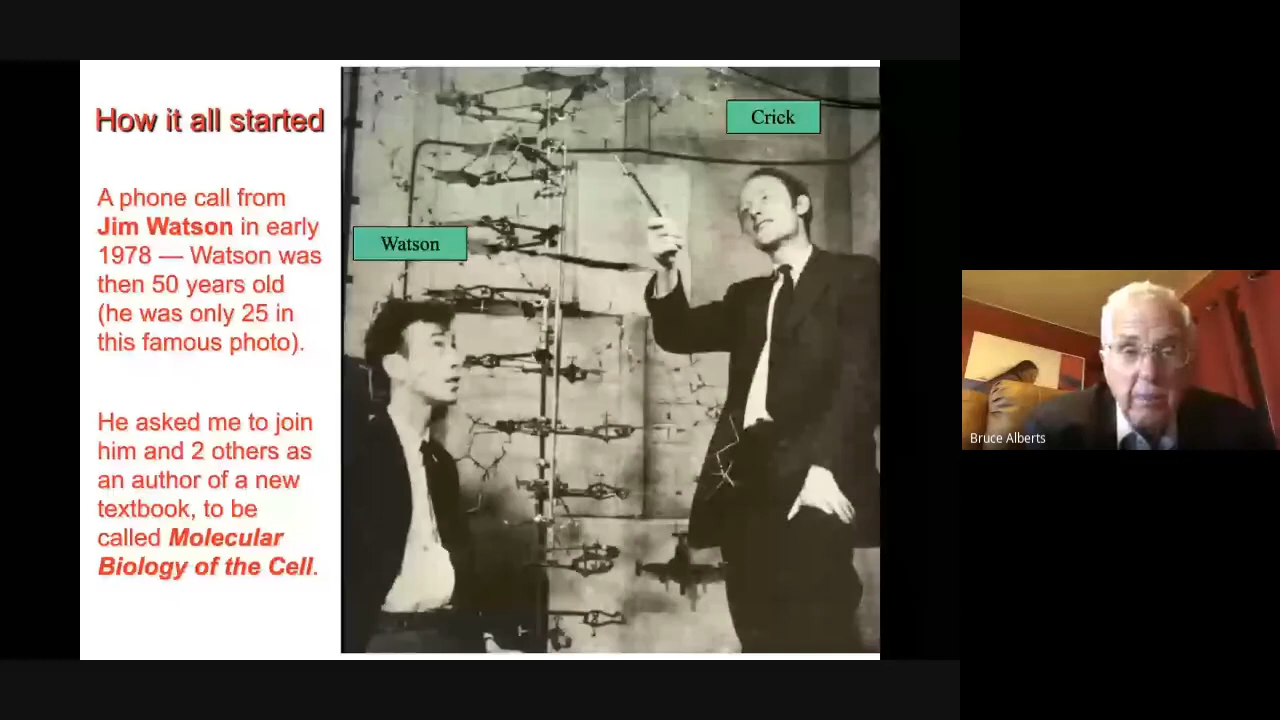 How it all started
A phone call from
Jim Watson in early
1978 — Watson was
then 50 years old
(he was only 25 in
this famous photo).
He asked me to join
him and 2 others as
an author of a new
textbook, to be
called Molecular
Biology of the Cell.
Watson
Crick
Bruce Alberts